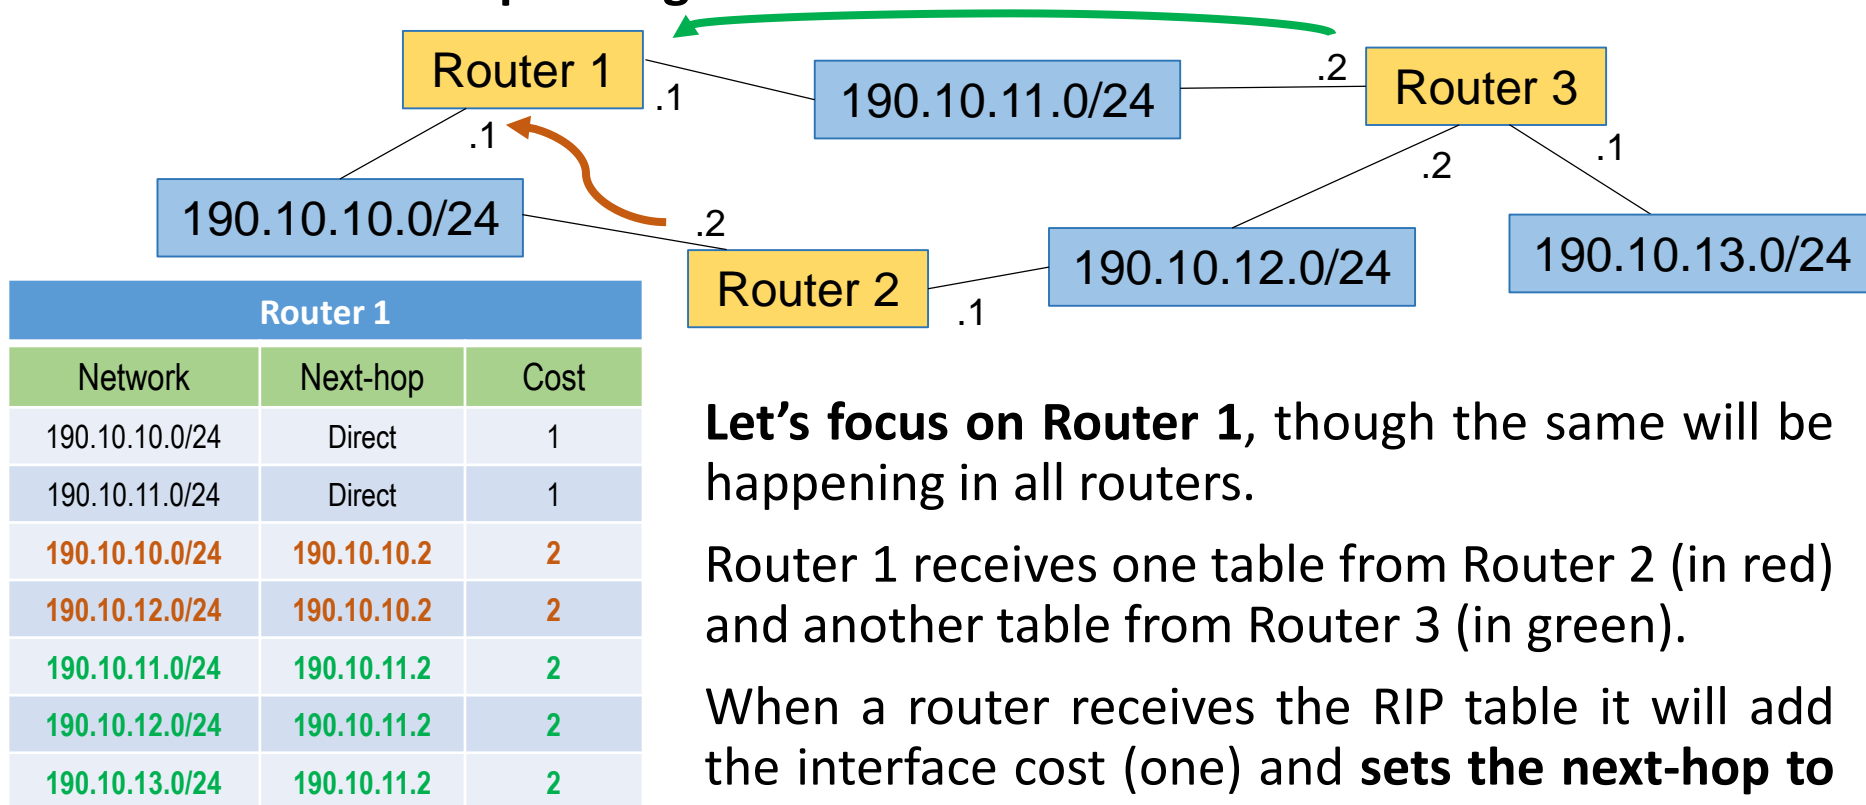 Router 1
.1
.1
190.10.11.0/24
.2
Router 3
.2
.1
190.10.10.0/24
.2
Router 2
.1
190.10.12.0/24
190.10.13.0/24
Router 1
Network Next-hop Cost
190.10.10.0/24 Direct 1
190.10.11.0/24 Direct 1
190.10.10.0/24 190.10.10.2 2
190.10.12.0/24 190.10.10.2 2
190.10.11.0/24 190.10.11.2 2
190.10.12.0/24 190.10.11.2 2
190.10.13.0/24 190.10.11.2 2
Let’s focus on Router 1, though the same will be
happening in all routers.
Router 1 receives one table from Router 2 (in red)
and another table from Router 3 (in green).
When a router receives the RIP table it will add
the interface cost (one) and sets the next-hop to